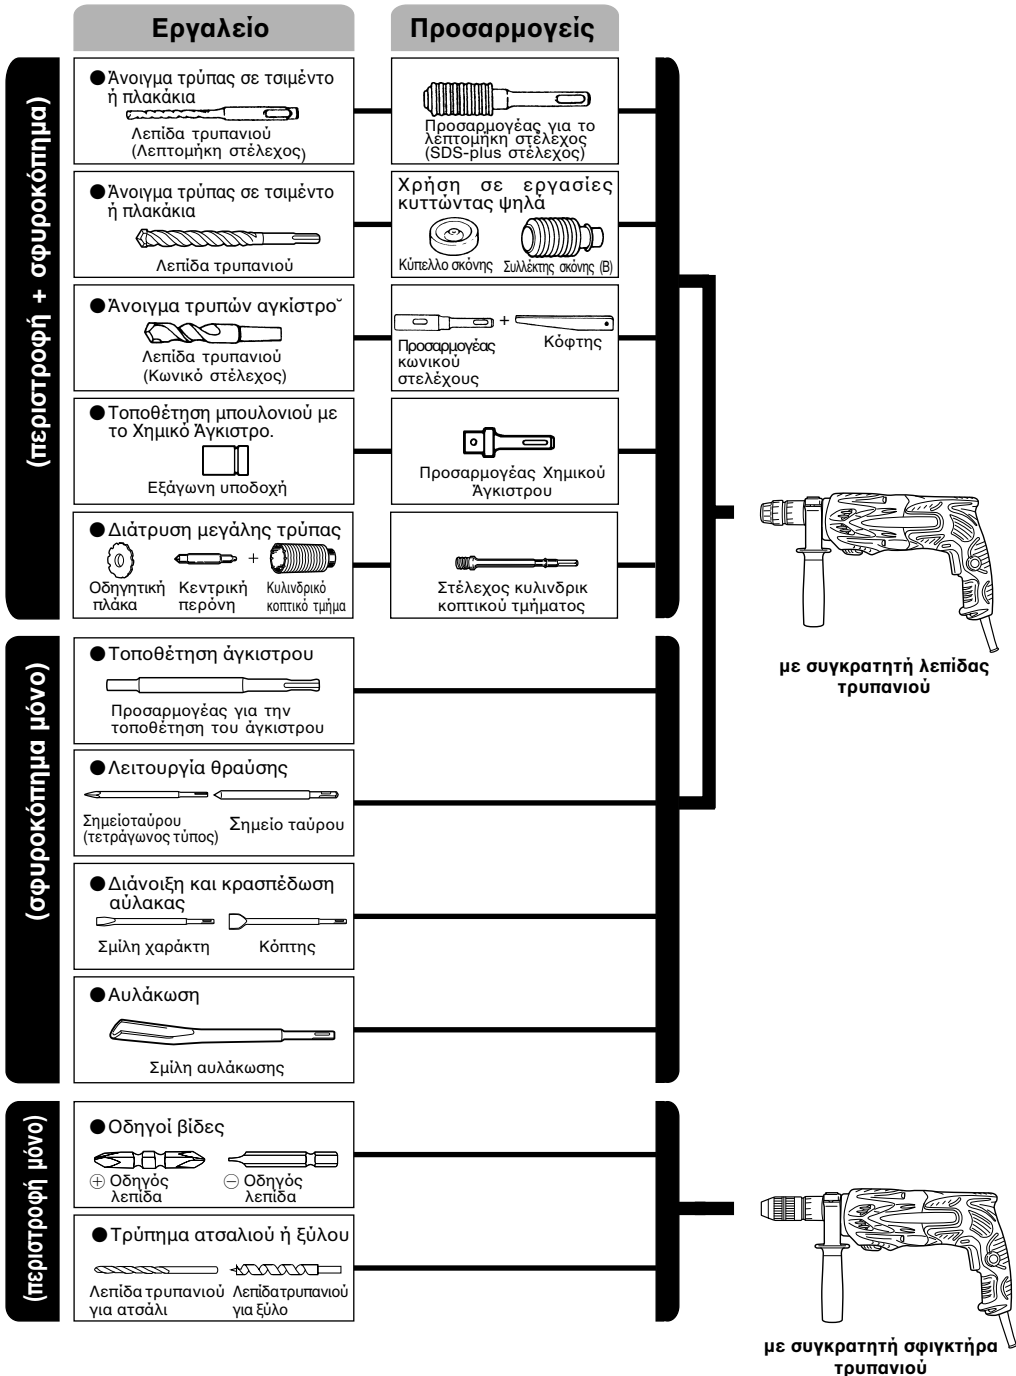 Εργαλείο
Προσαρμογείς
(περιστροφή + σφυροκόπημα)
●Άνοιγμα τρύπας σε τσιμέντο
ή πλακάκια
Λεπίδα τρυπανιού
(Λεπτομήκη στέλεχος)
Προσαρμογέας για το
λεπτομήκη στέλεχος
(SDS-plus στέλεχος)
●Άνοιγμα τρύπας σε τσιμέντο
ή πλακάκια
Λεπίδα τρυπανιού
Χρήση σε εργασίες
κυττώντας ψηλά
Κύπελλο σκόνης
Συλλέκτης σκόνης (B)
●Άνοιγμα τρυπών αγκίστρο˘
Λεπίδα τρυπανιού
(Κωνικό στέλεχος)
+
Προσαρμογέας
κωνικού
στελέχους
Κόφτης
●Τοποθέτηση μπουλονιού με
το Χημικό Άγκιστρο.
Εξάγωνη υποδοχή
Προσαρμογέας Χημικού
Άγκιστρου
●Διάτρυση μεγάλης τρύπας
+
Οδηγητική
πλάκα
Κεντρική
περόνη
Κυλινδρικό
κοπτικό τμήμα
Στέλεχος κυλινδρικ
κοπτικού τμήματος
με συγκρατητή λεπίδας
τρυπανιού
(σφυροκόπημα μόνο)
●Τοποθέτηση άγκιστρου
Προσαρμογέας για την
τοποθέτηση του άγκιστρου
●Λειτουργία θραύσης
Σημείοταύρου
(τετράγωνος τύπος)
Σημείο ταύρου
●Διάνοιξη και κρασπέδωση
αύλακας
Σμίλη χαράκτη
Κόπτης
●Αυλάκωση
Σμίλη αυλάκωσης
(περιστροφή μόνο)
●Οδηγοί βίδες
⊕ Οδηγός
λεπίδα
⊖ Οδηγός
λεπίδα
●Τρύπημα ατσαλιού ή ξύλου
Λεπίδα τρυπανιού
για ατσάλι
Λεπίδατρυπανιού
για ξύλο
με συγκρατητή σφιγκτήρα
τρυπανιού